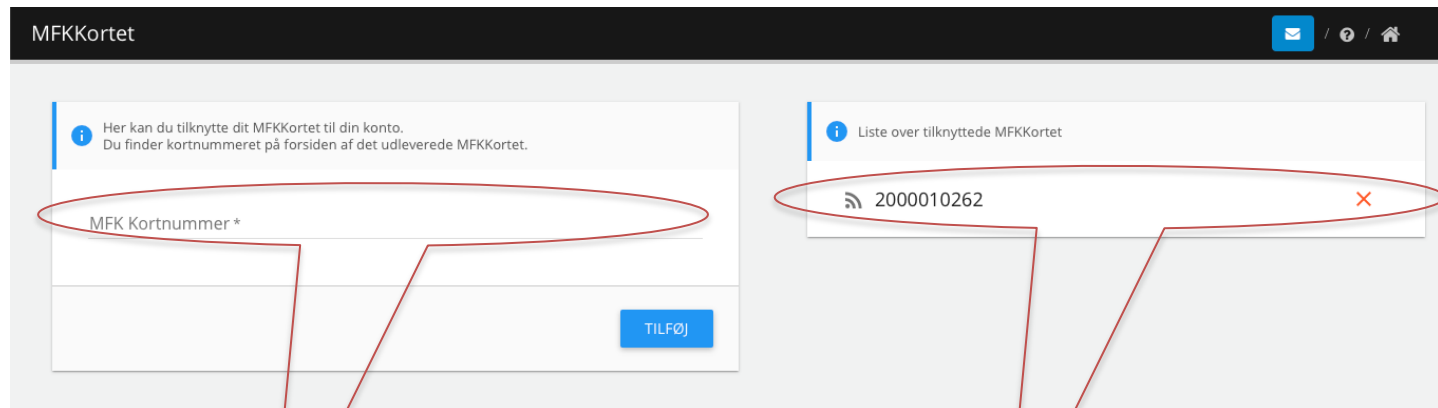 MFKKortet
/ /
Her kan du tilknytte dit MFKKortet til din konto.
Du finder kortnummeret på forsiden af det udleverede MFKKortet.
MFK Kortnummer *
TILFØJ
Liste over tilknyttede MFKKortet
2000010262